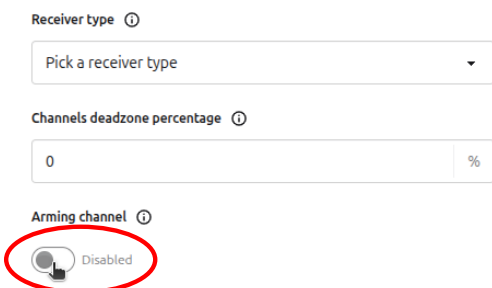 Receiver type
Pick a receiver type
Channels deadzone percentage
0 %
Arming channel
Disabled